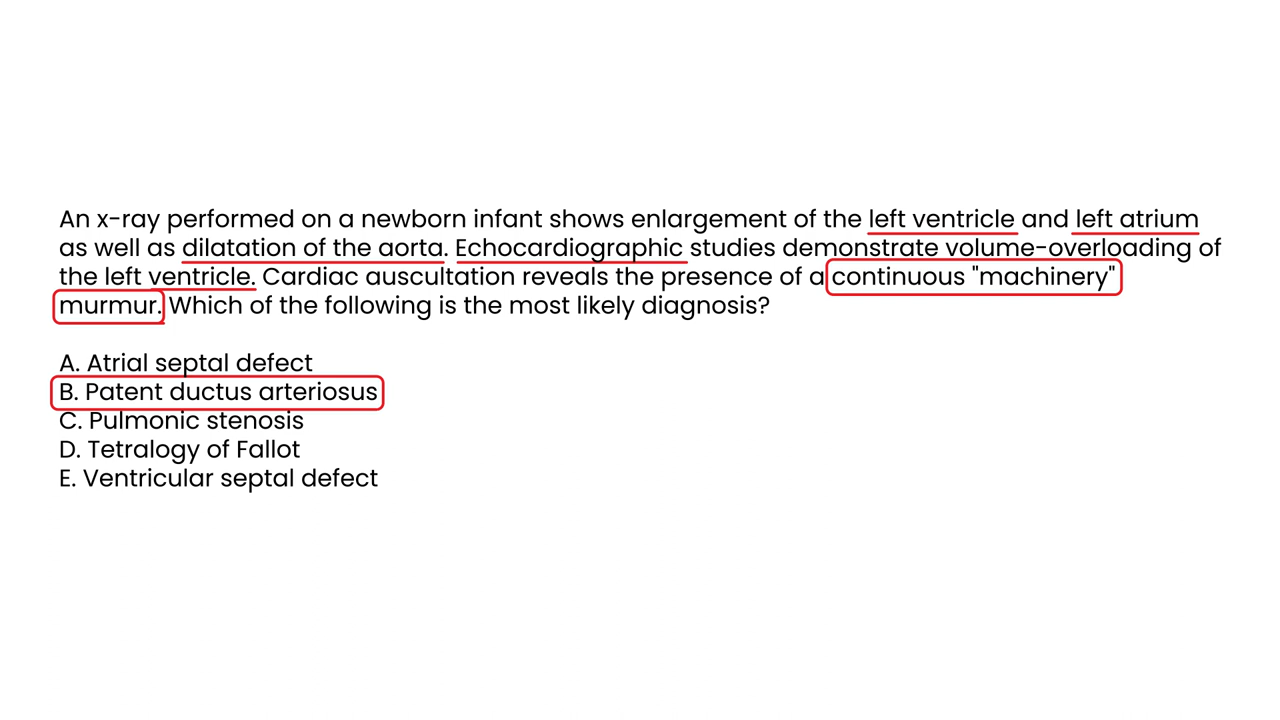 An x-ray performed on a newborn infant shows enlargement of the left ventricle and left atrium
as well as dilatation of the aorta. Echocardiographic studies demonstrate volume-overloading of
the left ventricle. Cardiac auscultation reveals the presence of a continuous "machinery"
murmur. Which of the following is the most likely diagnosis?
A. Atrial septal defect
B. Patent ductus arteriosus
C. Pulmonic stenosis
D. Tetralogy of Fallot
E. Ventricular septal defect